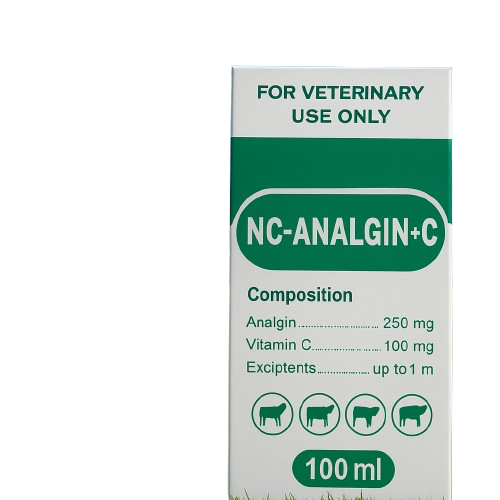 FOR VETERINARY
USE ONLY
NC-ANALGIN+C
Composition
Analgin........................... 250 mg
Vitamin C..................... 100 mg
Exciptents.................... up to 1 m
100 ml